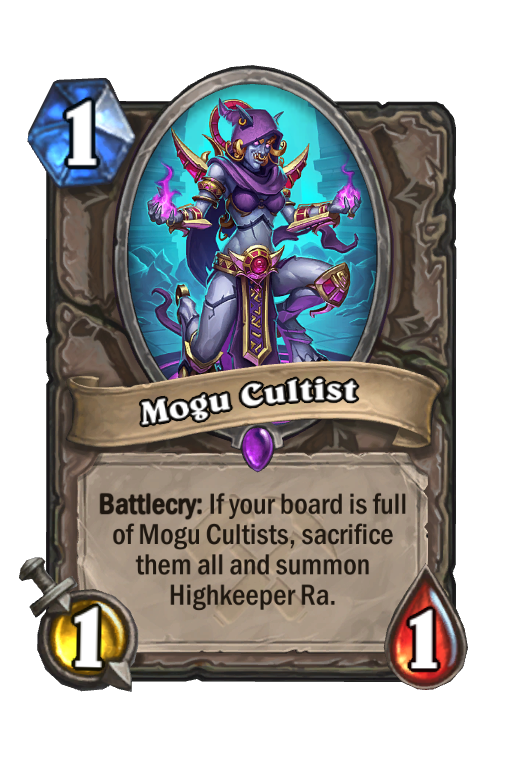 1
Mogu Cultist
Battlecry: If your board is full
of Mogu Cultists, sacrifice
them all and summon
Highkeeper Ra.
1
1